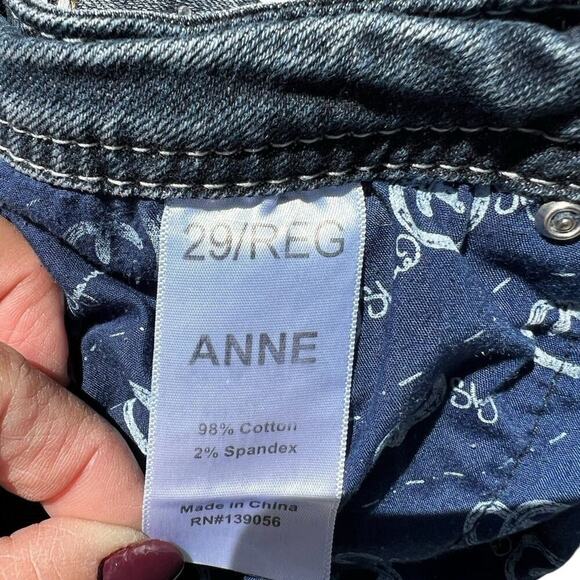 29/REG
ANNE
98% Cotton
2% Spandex
Made in China
RN#139056